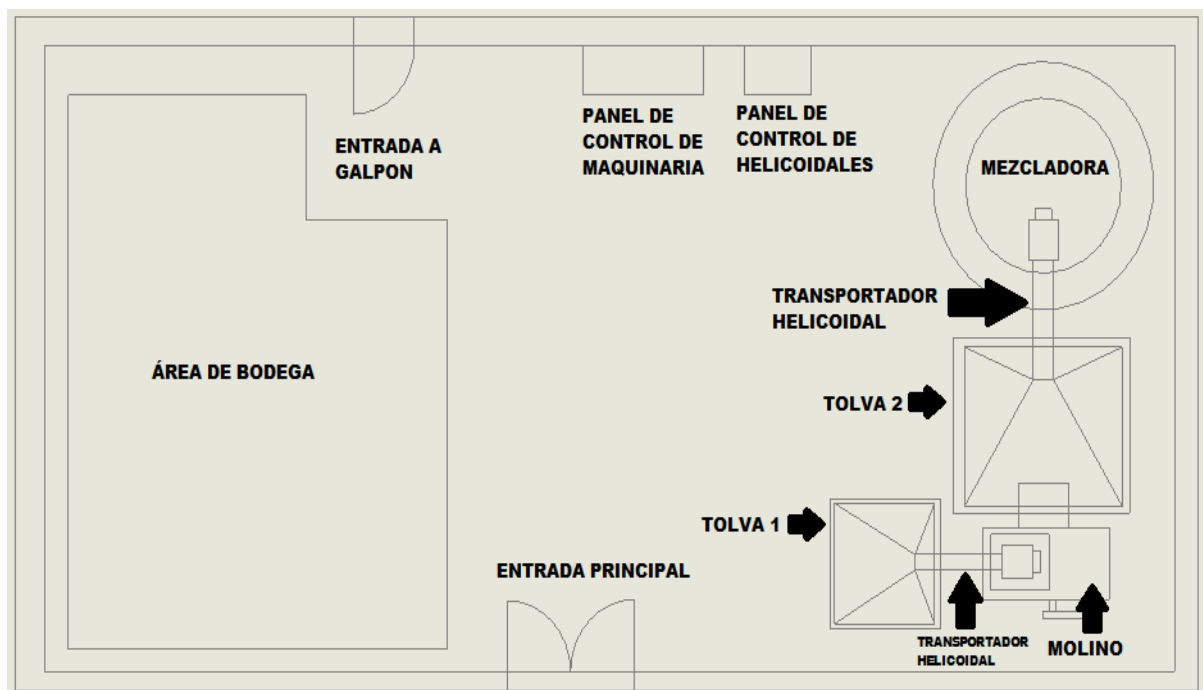 ENTRADA A
GALPON
PANEL DE
CONTROL DE
MAQUINARIA
PANEL DE
CONTROL DE
HELICOIDALES
MEZCLADORA
TRANSPORTADOR
HELICOIDAL
ÁREA DE BODEGA
TOLVA 2
TOLVA 1
ENTRADA PRINCIPAL
TRANSPORTADOR
HELICOIDAL
MOLINO